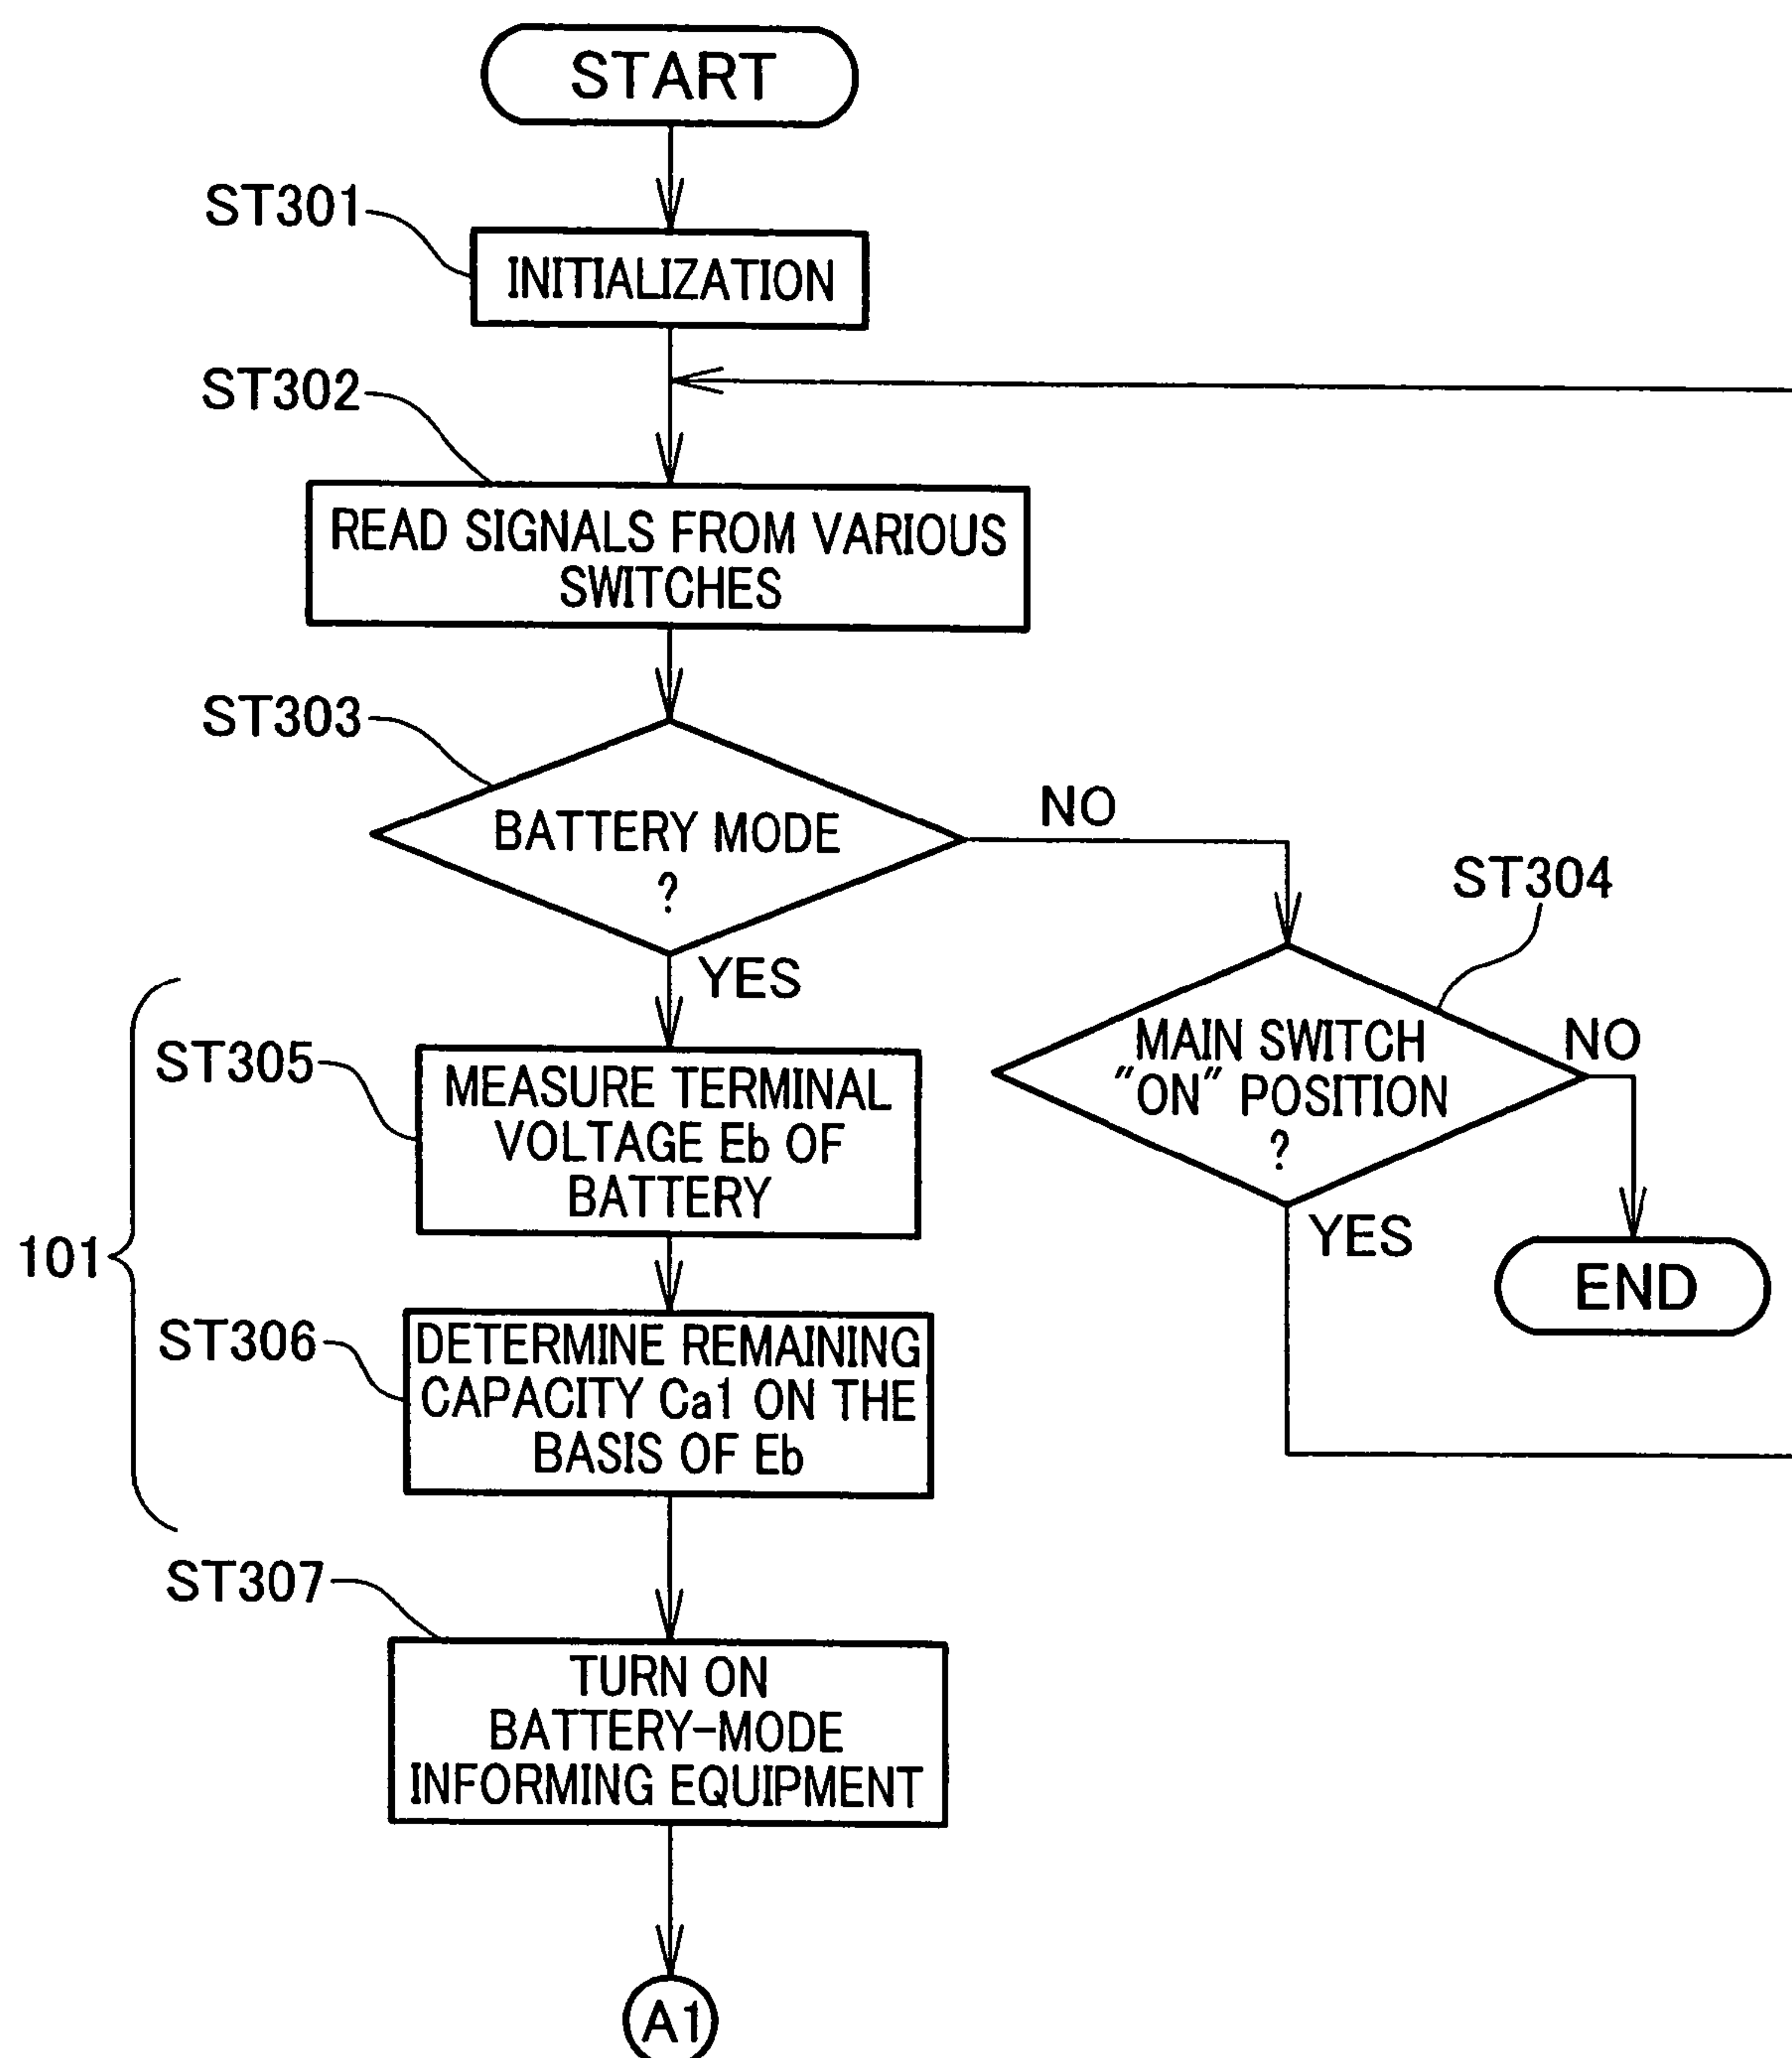 START
ST301
INITIALIZATION
ST302
READ SIGNALS FROM VARIOUS
SWITCHES
ST303
BATTERY MODE
?
NO
YES
ST304
MAIN SWITCH
"ON" POSITION
?
NO
YES
END
101
ST305
MEASURE TERMINAL
VOLTAGE Eb OF
BATTERY
ST306
DETERMINE REMAINING
CAPACITY Ca1 ON THE
BASIS OF Eb
ST307
TURN ON
BATTERY-MODE
INFORMING EQUIPMENT
A1